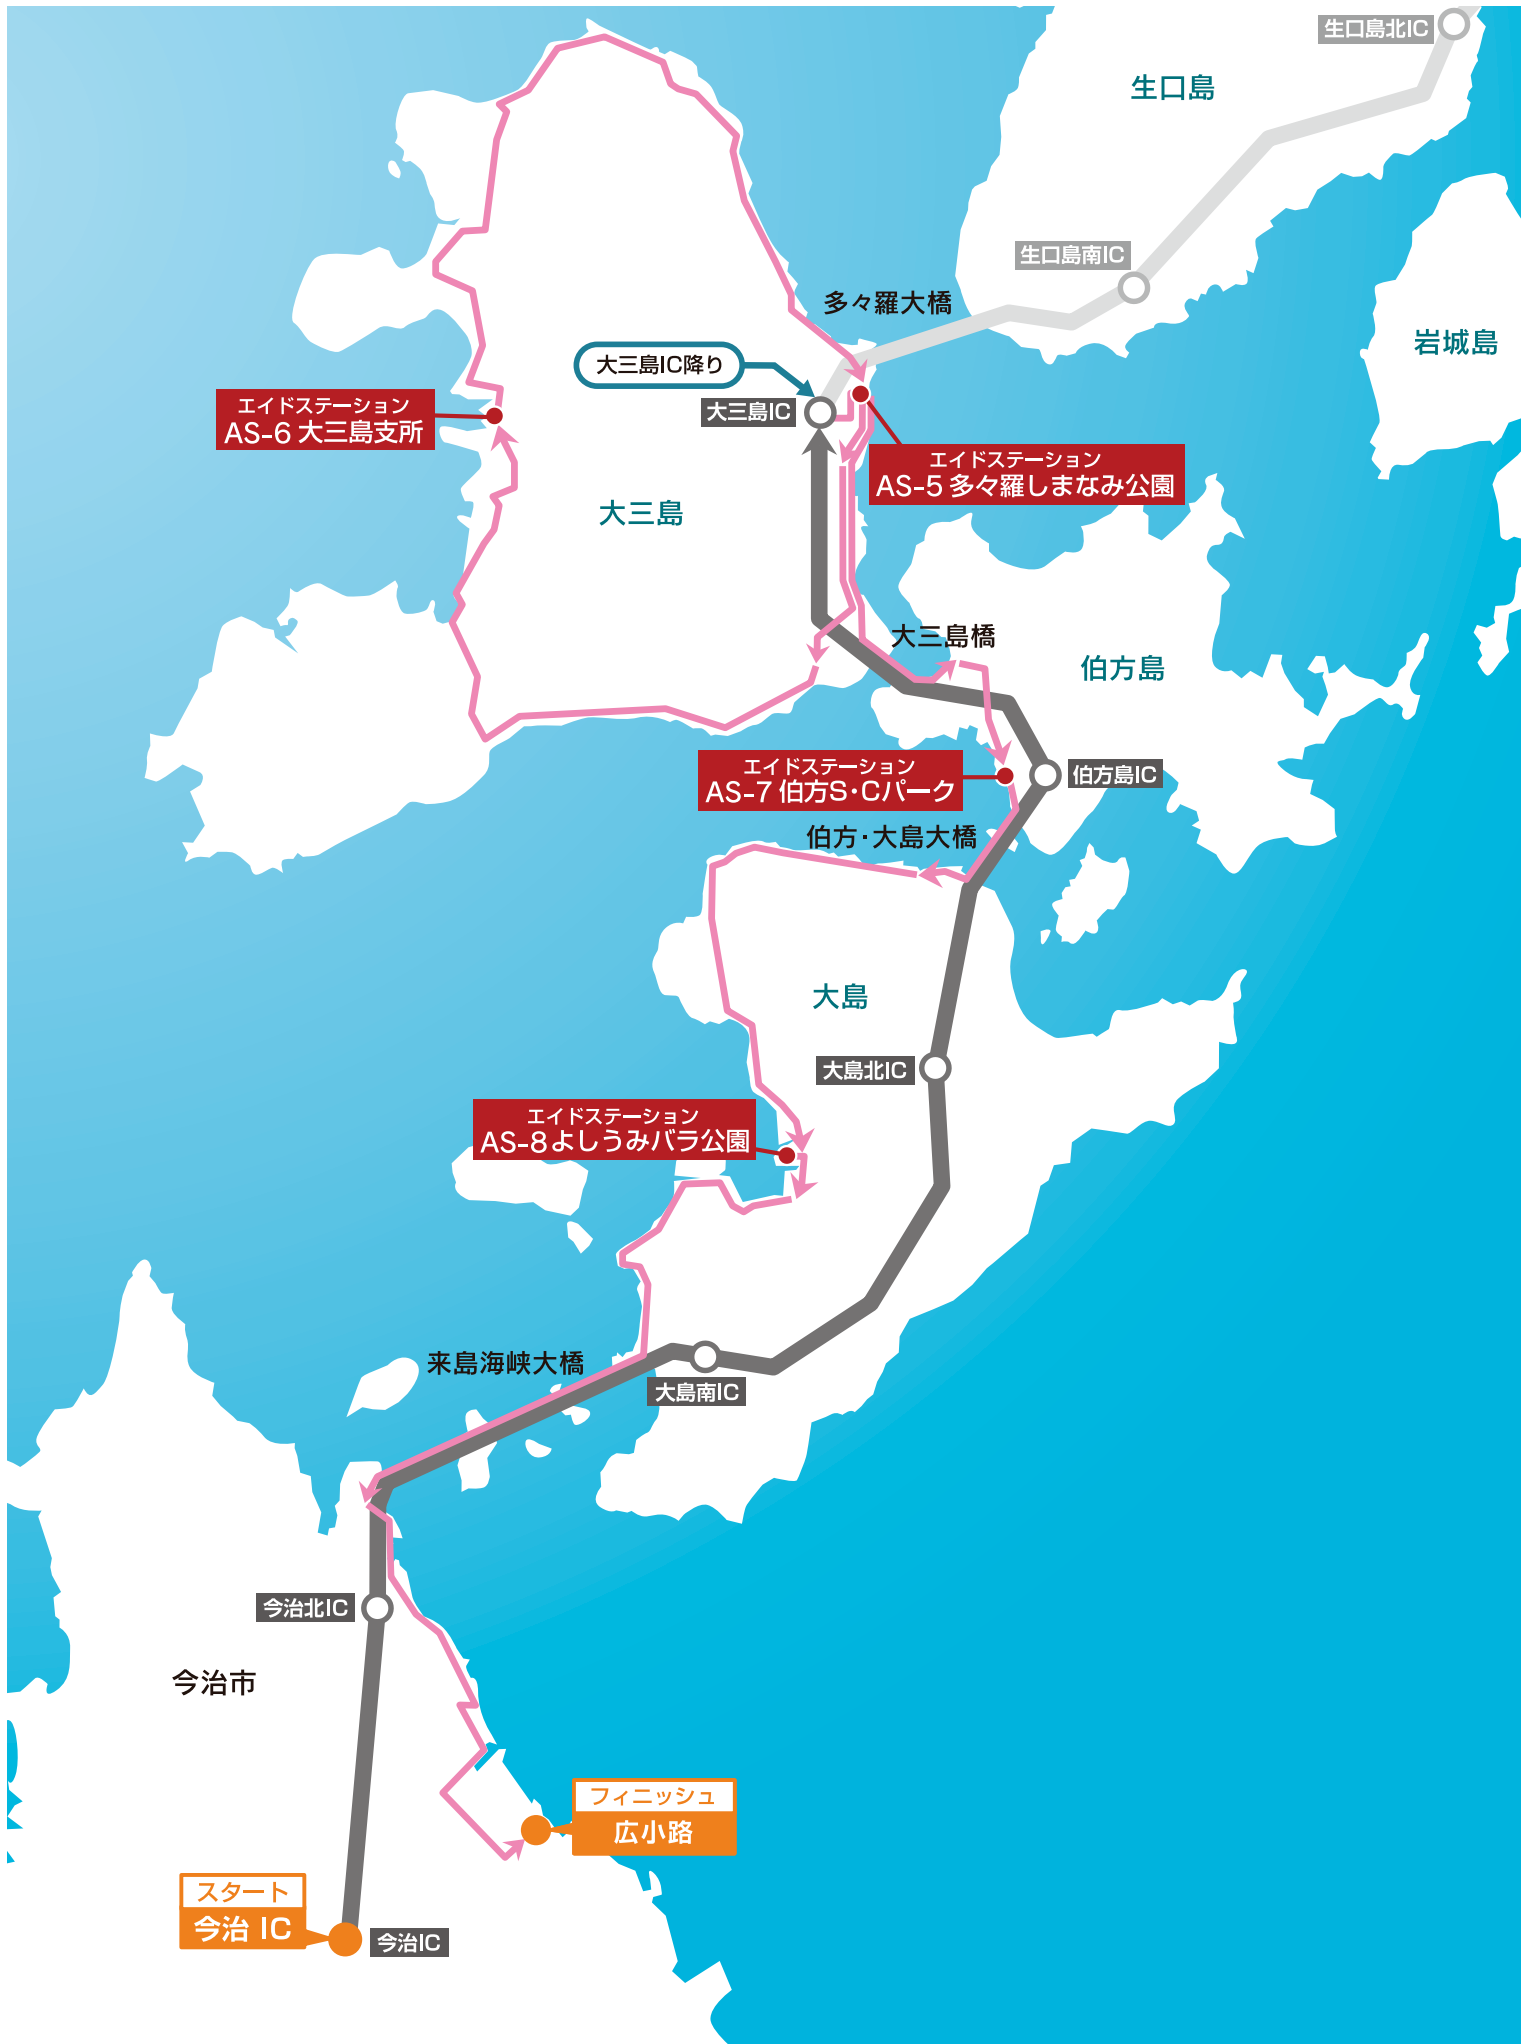 生口島北IC
生口島
生口島南IC
多々羅大橋
岩城島
大三島IC降り
大三島IC
エイドステーション
AS-6 大三島支所
エイドステーション
AS-5 多々羅しまなみ公園
大三島
大三島橋
伯方島
エイドステーション
AS-7 伯方S・Cパーク
伯方島IC
伯方・大島大橋
大島
大島北IC
エイドステーション
AS-8よしうみバラ公園
来島海峡大橋
大島南IC
今治北IC
今治市
フィニッシュ
広小路
スタート
今治 IC
今治IC